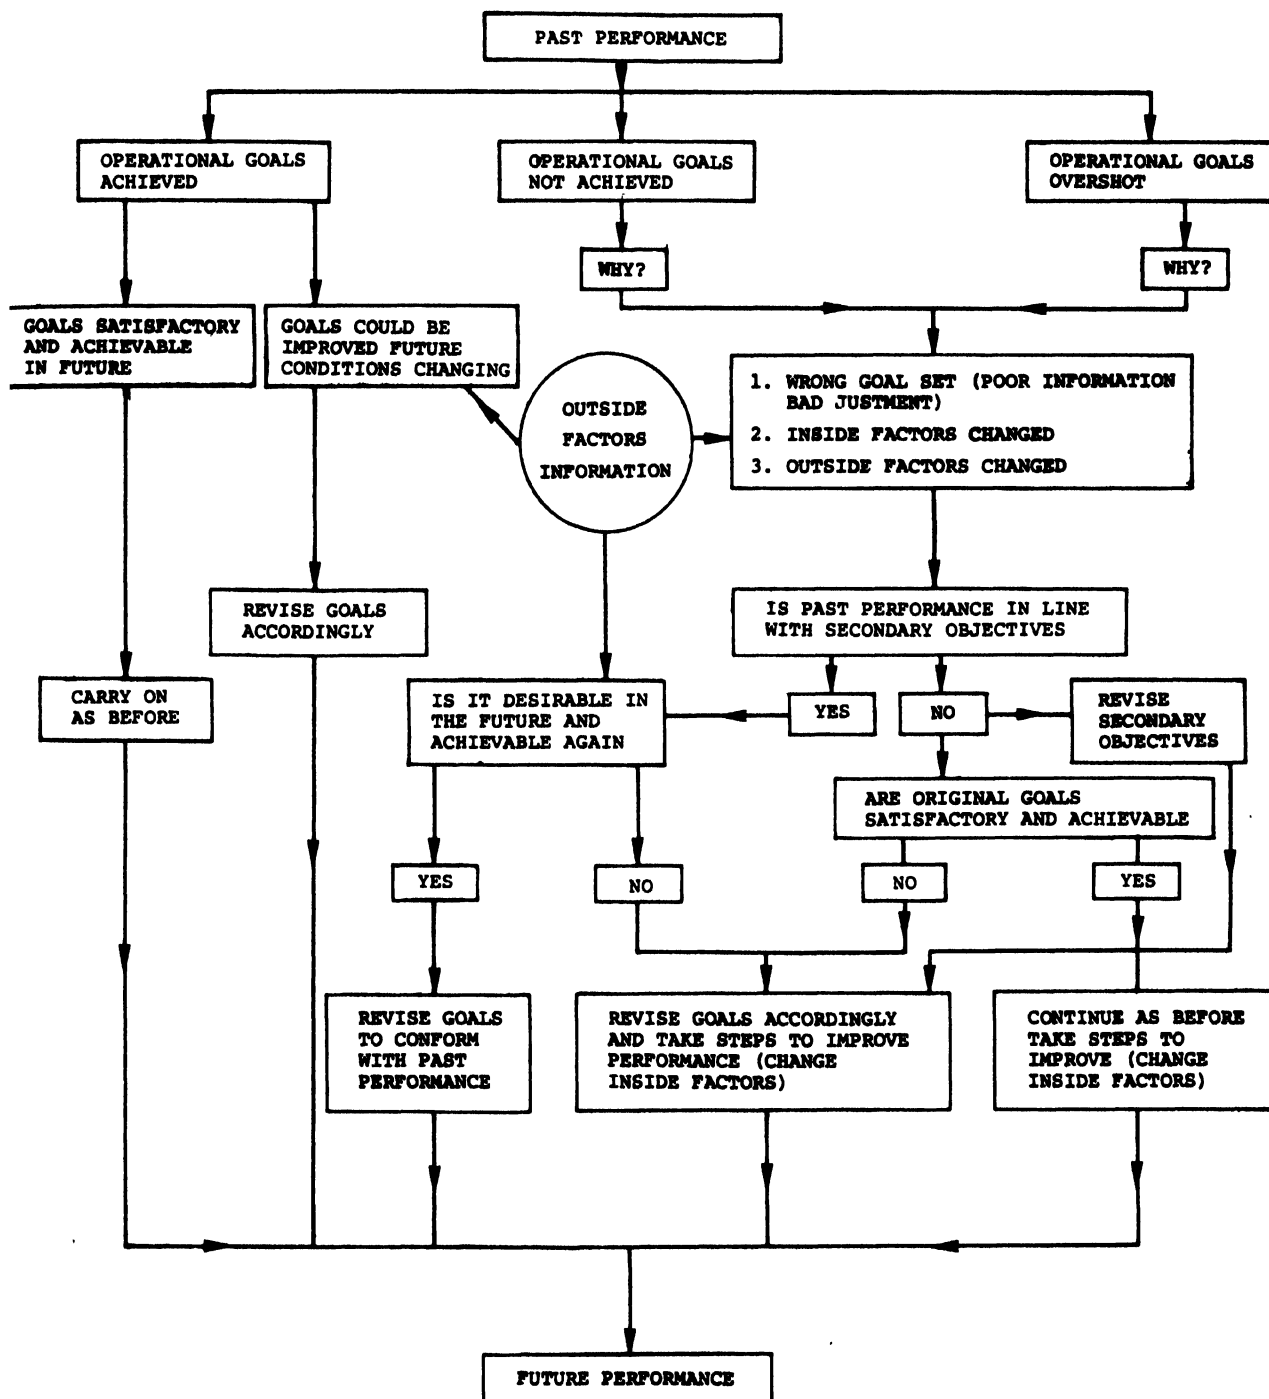 PAST PERFORMANCE
OPERATIONAL GOALS
ACHIEVED
OPERATIONAL GOALS
NOT ACHIEVED
OPERATIONAL GOALS
OVERSHOT
WHY?
WHY?
GOALS SATISFACTORY
AND ACHIEVABLE
IN FUTURE
GOALS COULD BE
IMPROVED FUTURE
CONDITIONS CHANGING
OUTSIDE
FACTORS
INFORMATION
1. WRONG GOAL SET (POOR INFORMATION
BAD JUSTMENT)
2. INSIDE FACTORS CHANGED
3. OUTSIDE FACTORS CHANGED
REVISE GOALS
ACCORDINGLY
IS PAST PERFORMANCE IN LINE
WITH SECONDARY OBJECTIVES
CARRY ON
AS BEFORE
IS IT DESIRABLE IN
THE FUTURE AND
ACHIEVABLE AGAIN
YES
NO
REVISE
SECONDARY
OBJECTIVES
ARE ORIGINAL GOALS
SATISFACTORY AND ACHIEVABLE
YES
NO
NO
YES
REVISE GOALS
TO CONFORM
WITH PAST
PERFORMANCE
REVISE GOALS ACCORDINGLY
AND TAKE STEPS TO IMPROVE
PERFORMANCE (CHANGE
INSIDE FACTORS)
CONTINUE AS BEFORE
TAKE STEPS TO
IMPROVE (CHANGE
INSIDE FACTORS)
FUTURE PERFORMANCE